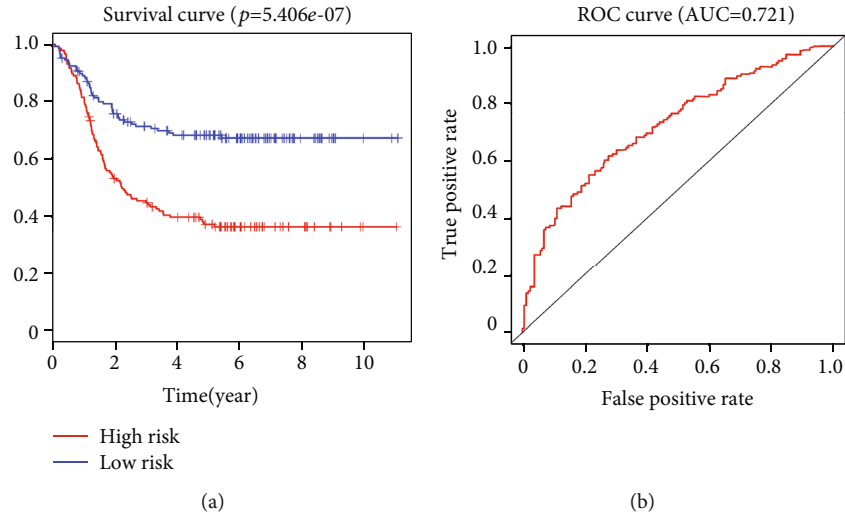 Survival curve (p=5.406e-07)
1.0
0.8
0.6
0.4
0.2
0
0 2 4 6 8 10
Time(year)
High risk
Low risk
(a)
ROC curve (AUC=0.721)
True positive rate
1.0
0.8
0.6
0.4
0.2
0
0 0.2 0.4 0.6 0.8 1.0
False positive rate
(b)